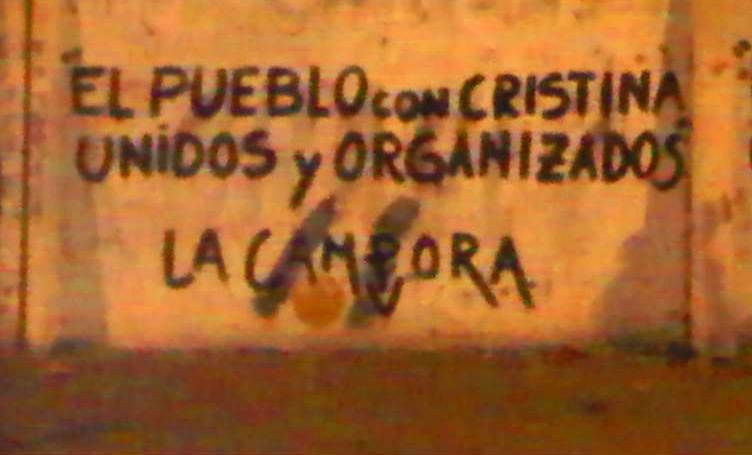 "EL PUEBLO CON CRISTINA
UNiDOS y ORGANIZADOS"
LA CAMPORA